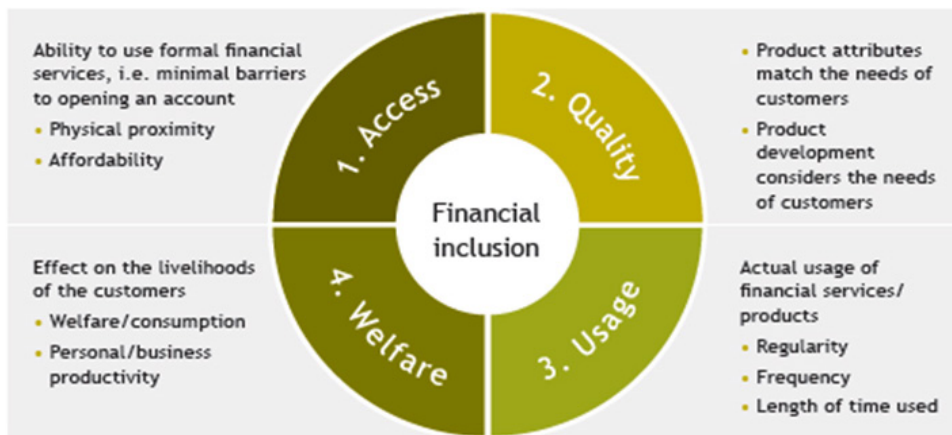 Ability to use formal financial
services, i.e. minimal barriers
to opening an account
• Physical proximity
• Affordability
1. Access
2. Quality
• Product attributes
match the needs of
customers
• Product
development
considers the needs
of customers
Financial
inclusion
Effect on the livelihoods
of the customers
• Welfare/consumption
• Personal/business
productivity
4. Welfare
3. Usage
Actual usage of
financial services/
products
• Regularity
• Frequency
• Length of time used